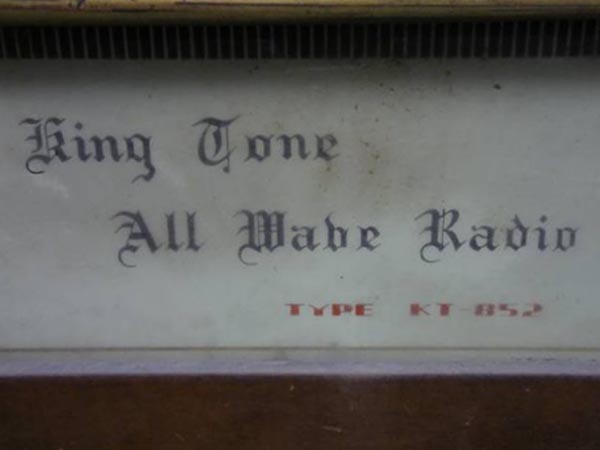 King Tone
All Wave Radio
TYPE KT-852